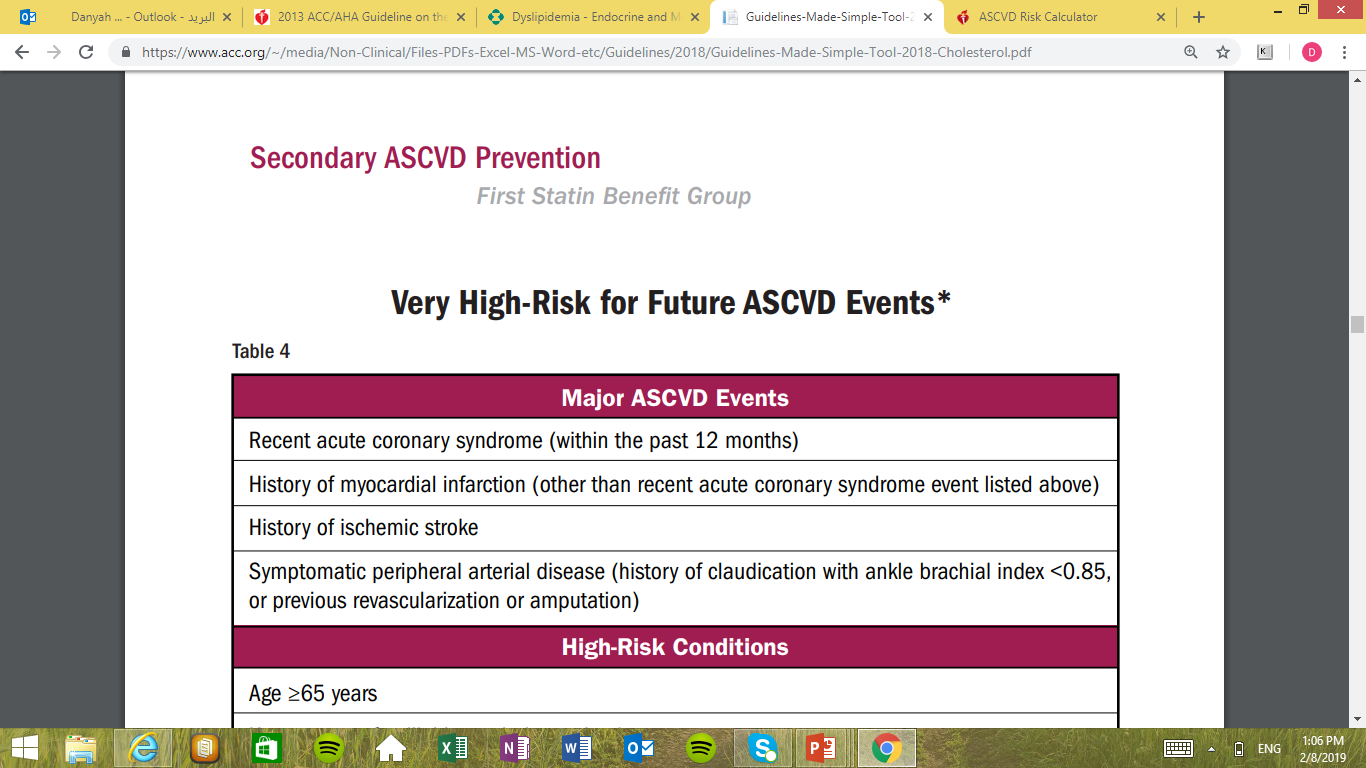 Danyah ... - Outlook - البريد
2013 ACC/AHA Guideline on the
Dyslipidemia - Endocrine and M
Guidelines-Made-Simple-Tool-2
ASCVD Risk Calculator
https://www.acc.org/~/media/Non-Clinical/Files-PDFs-Excel-MS-Word-etc/Guidelines/2018/Guidelines-Made-Simple-Tool-2018-Cholesterol.pdf
D
Secondary ASCVD Prevention
First Statin Benefit Group
Very High-Risk for Future ASCVD Events*
Table 4
Major ASCVD Events
Recent acute coronary syndrome (within the past 12 months)
History of myocardial infarction (other than recent acute coronary syndrome event listed above)
History of ischemic stroke
Symptomatic peripheral arterial disease (history of claudication with ankle brachial index <0.85,
or previous revascularization or amputation)
High-Risk Conditions
Age ≥65 years
ENG
1:06 PM
2/8/2019